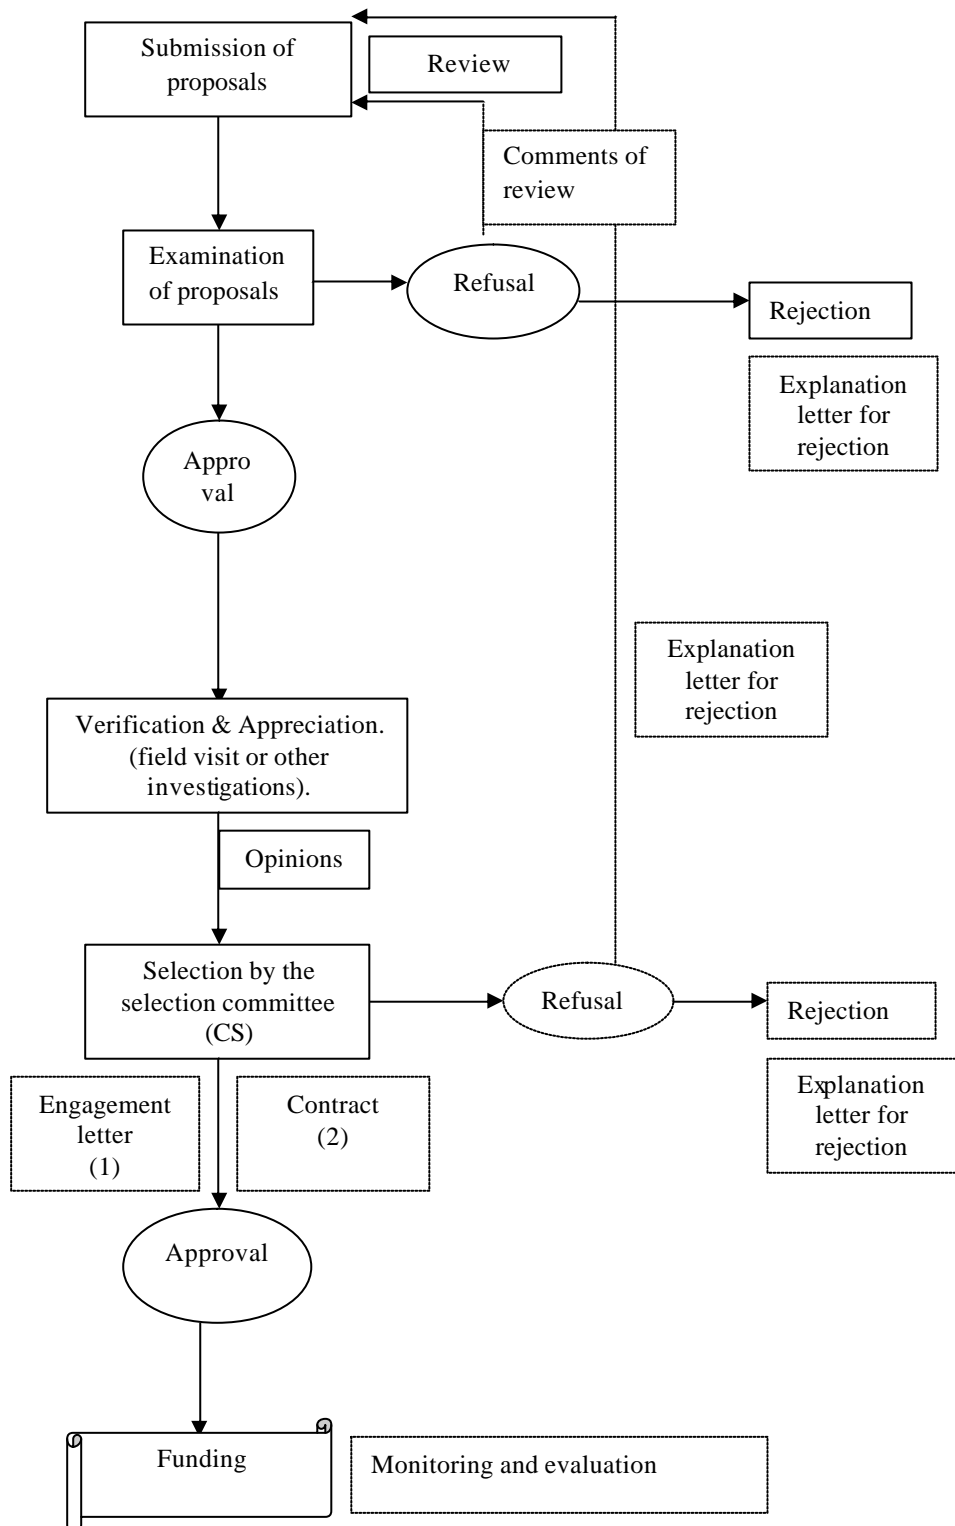 Submission of
proposals
Review
Comments of
review
Examination
of proposals
Refusal
Rejection
Explanation
letter for
rejection
Appro
val
Explanation
letter for
rejection
Verification & Appreciation.
(field visit or other
investigations).
Opinions
Selection by the
selection committee
(CS)
Refusal
Rejection
Explanation
letter for
rejection
Engagement
letter
(1)
Contract
(2)
Approval
Funding
Monitoring and evaluation